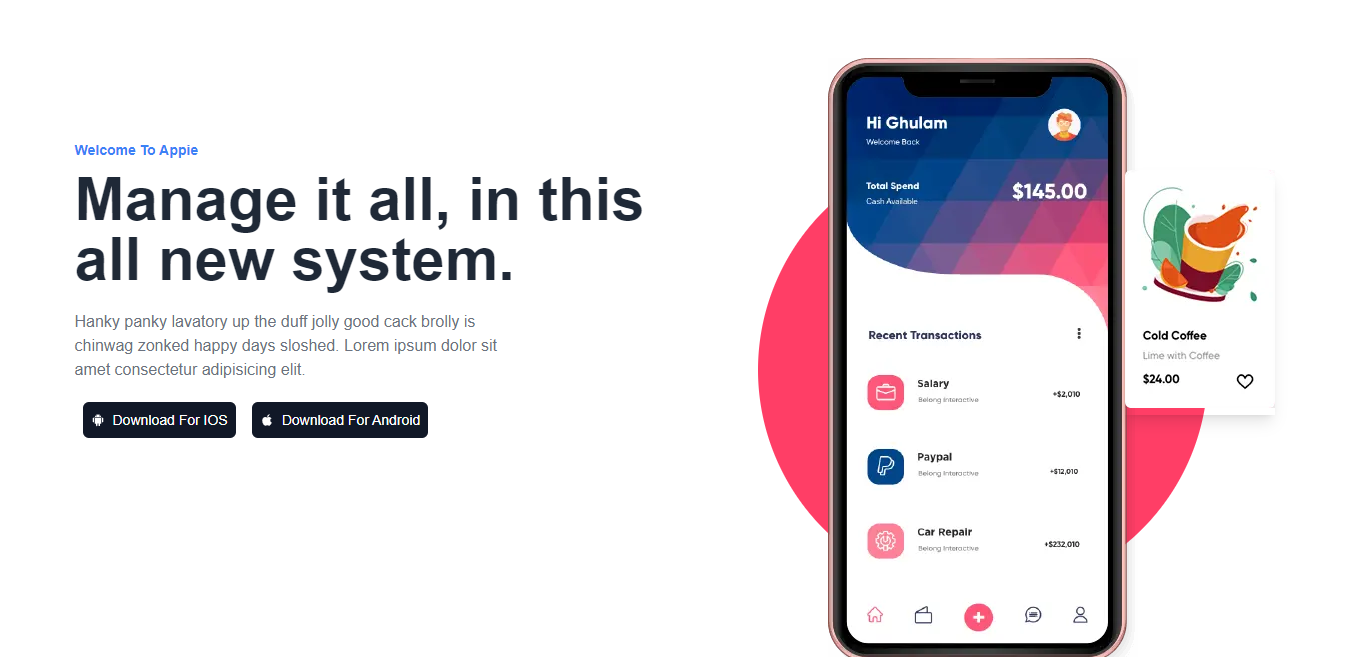 Welcome To Appie
Manage it all, in this
all new system.
Hanky panky lavatory up the duff jolly good cack brolly is
chinwag zonked happy days sloshed. Lorem ipsum dolor sit
amet consectetur adipisicing elit.
Download For IOS
Download For Android
Hi Ghulam
Welcome Back
Total Spend
Cash Available
$145.00
Recent Transactions
Salary
Belong Interactive
+$2,010
Paypal
Belong Interactive
+$12,010
Car Repair
Belong Interactive
+$232,010
Cold Coffee
Lime with Coffee
$24.00